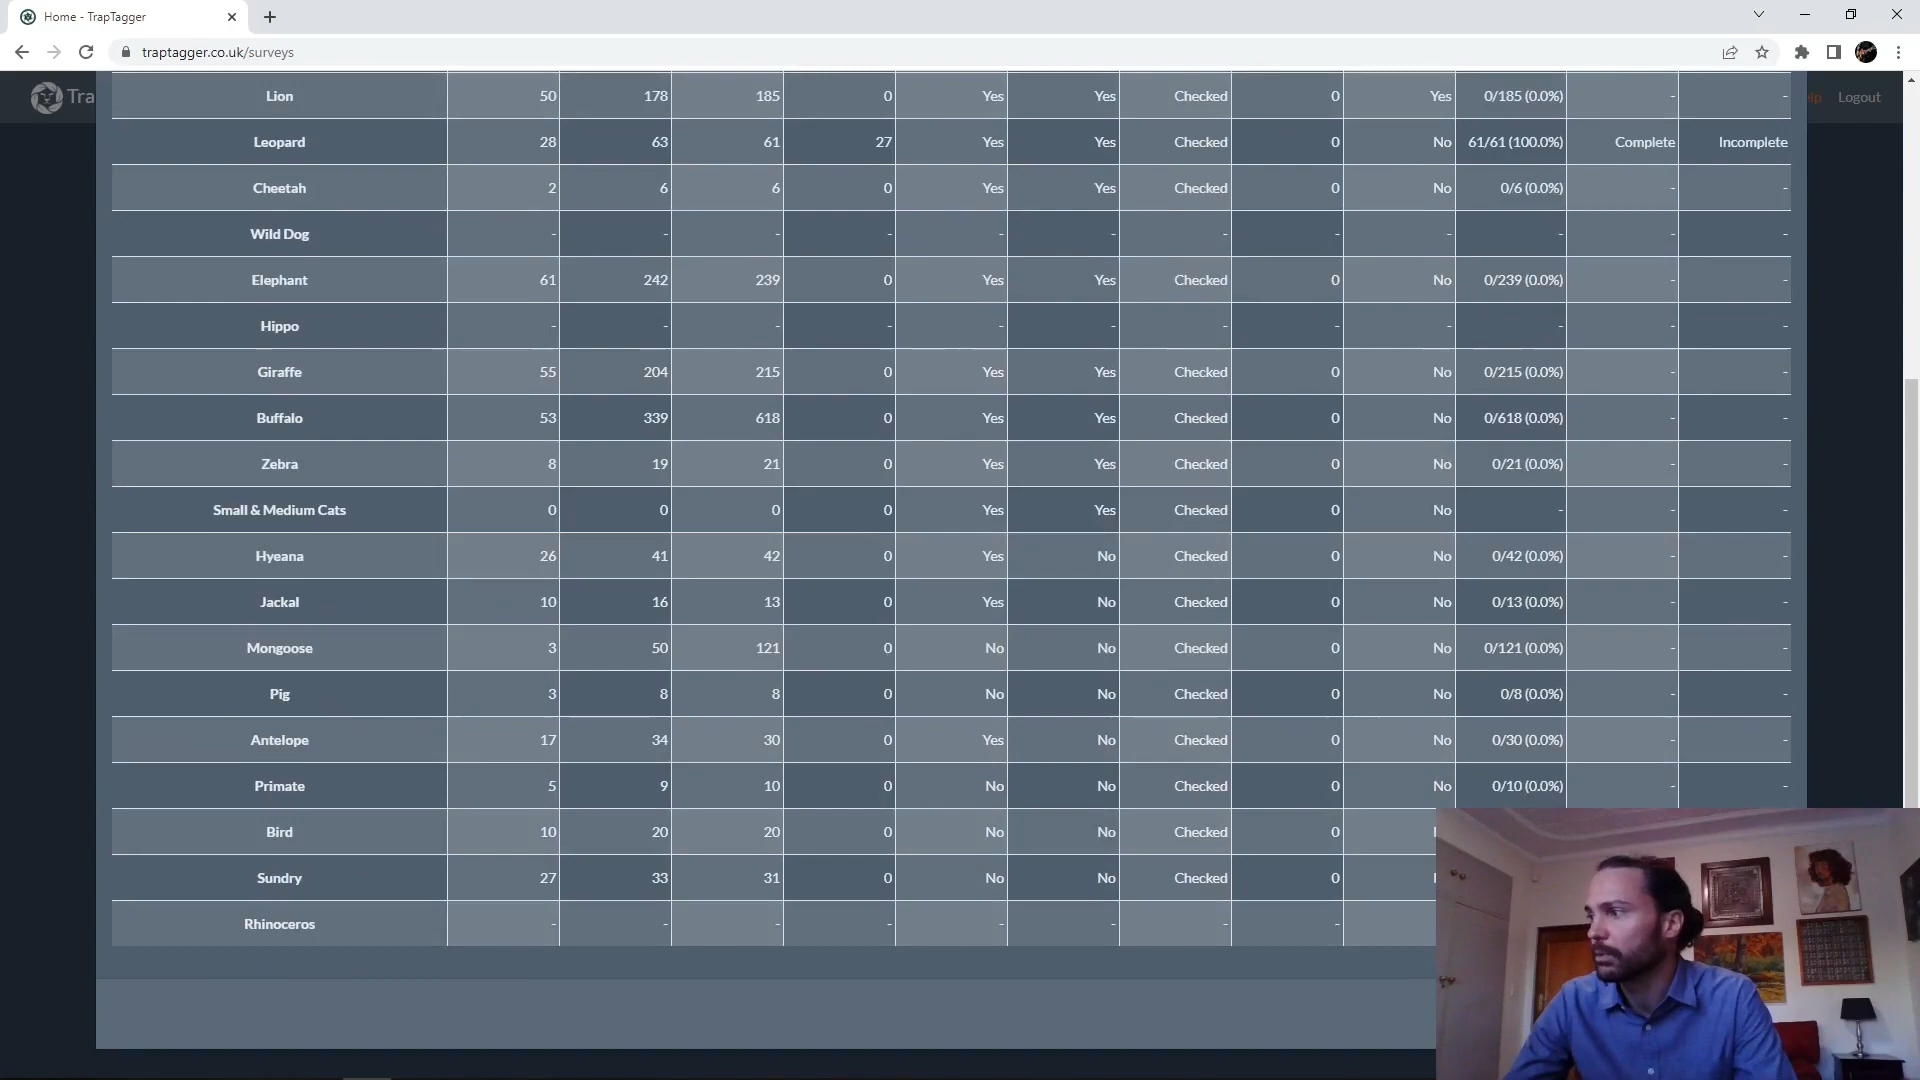 Home - TrapTagger
traptagger.co.uk/surveys
Tra
Logout
Lion 50 178 185 0 Yes Yes Checked 0 Yes 0/185 (0.0%) - -
Leopard 28 63 61 27 Yes Yes Checked 0 No 61/61 (100.0%) Complete Incomplete
Cheetah 2 6 6 0 Yes Yes Checked 0 No 0/6 (0.0%) - -
Wild Dog - - - - - - - - - - - -
Elephant 61 242 239 0 Yes Yes Checked 0 No 0/239 (0.0%) - -
Hippo - - - - - - - - - - - -
Giraffe 55 204 215 0 Yes Yes Checked 0 No 0/215 (0.0%) - -
Buffalo 53 339 618 0 Yes Yes Checked 0 No 0/618 (0.0%) - -
Zebra 8 19 21 0 Yes Yes Checked 0 No 0/21 (0.0%) - -
Small & Medium Cats 0 0 0 0 Yes Yes Checked 0 No - - -
Hyeana 26 41 42 0 Yes No Checked 0 No 0/42 (0.0%) - -
Jackal 10 16 13 0 Yes No Checked 0 No 0/13 (0.0%) - -
Mongoose 3 50 121 0 No No Checked 0 No 0/121 (0.0%) - -
Pig 3 8 8 0 No No Checked 0 No 0/8 (0.0%) - -
Antelope 17 34 30 0 Yes No Checked 0 No 0/30 (0.0%) - -
Primate 5 9 10 0 No No Checked 0 No 0/10 (0.0%) - -
Bird 10 20 20 0 No No Checked 0
Sundry 27 33 31 0 No No Checked 0
Rhinoceros - - - - - - - -